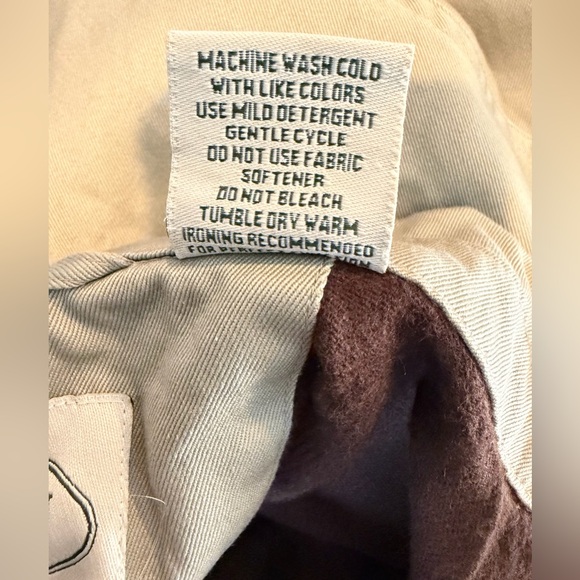 MACHINE WASH COLD
WITH LIKE COLORS
USE MILD DETERGENT
GENTLE CYCLE
DO NOT USE FABRIC
SOFTENER
DO NOT BLEACH
TUMBLE DRY WARM
IRONING RECOMMENDED
FOR